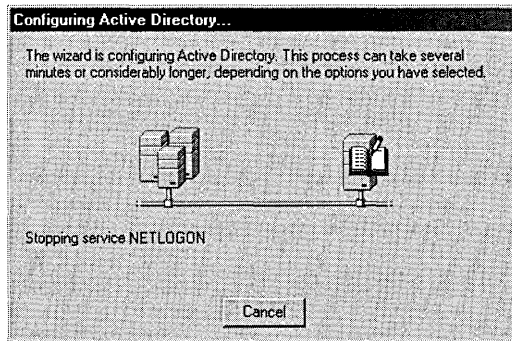 Configuring Active Directory...
The wizard is configuring Active Directory. This process can take several
minutes or considerably longer, depending on the options you have selected.
Stopping service NETLOGON
Cancel